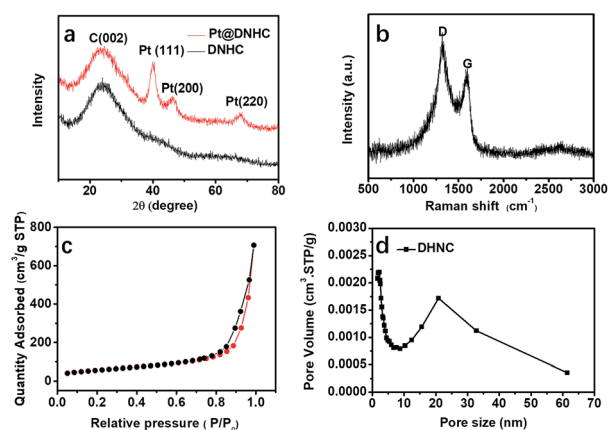 a
C(002)
Pt@DNHC
DNHC
Pt (111)
Pt(200)
Pt(220)
Intensity
20 40 60 80
2θ (degree)
b
D
G
Intensity (a.u.)
500 1000 1500 2000 2500 3000
Raman shift (cm⁻¹)
c
Quantity Adsorbed (cm³/g STP)
800
600
400
200
0
0.0 0.2 0.4 0.6 0.8 1.0
Relative pressure ( P/P₀)
d
DHNC
Pore Volume (cm³.STP/g)
0.0030
0.0025
0.0020
0.0015
0.0010
0.0005
0.0000
0 10 20 30 40 50 60 70
Pore size (nm)